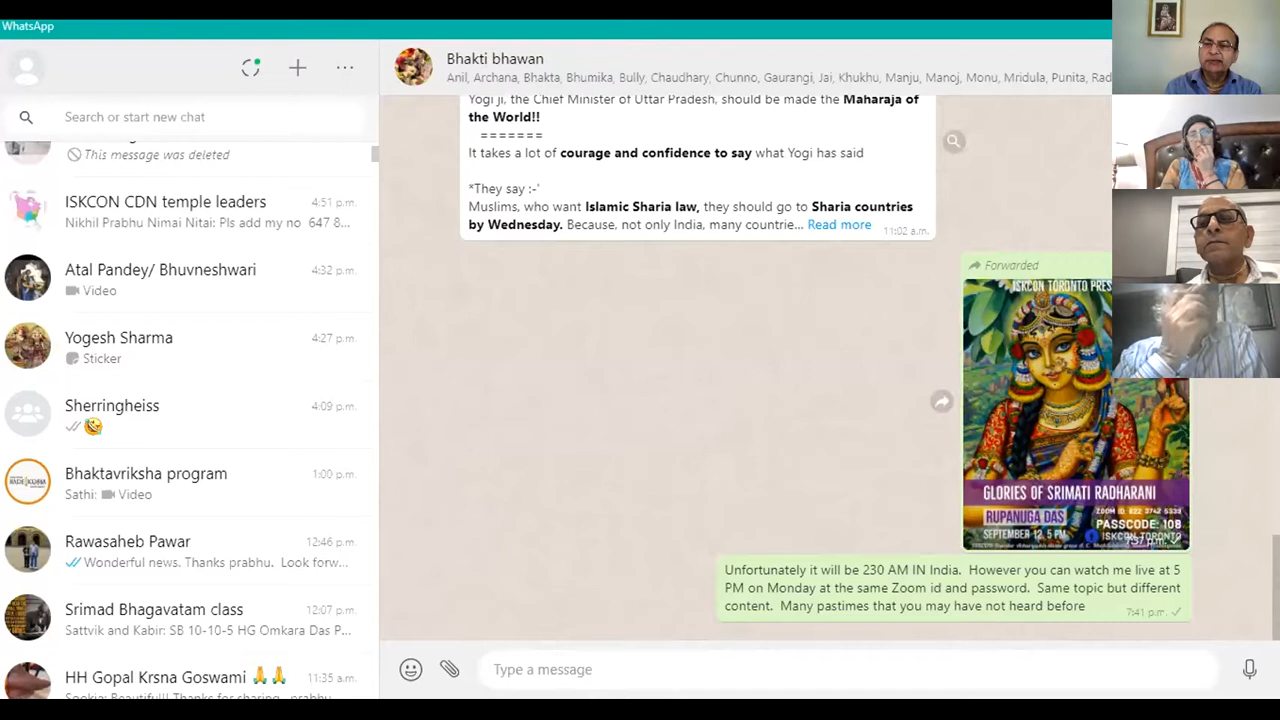 WhatsApp
Search or start new chat
This message was deleted
ISKCON CDN temple leaders 4:51 p.m.
Nikhil Prabhu Nimai Nitai: Pls add my no 647 8...
Atal Pandey/ Bhuvneshwari 4:32 p.m.
Video
Yogesh Sharma 4:27 p.m.
Sticker
Sherringheiss 4:09 p.m.
🤣
Bhaktavriksha program 1:00 p.m.
Sathi: Video
Rawasaheb Pawar 12:46 p.m.
Wonderful news. Thanks prabhu. Look forw...
Srimad Bhagavatam class 12:07 p.m.
Sattvik and Kabir: SB 10-10-5 HG Omkara Das P...
HH Gopal Krsna Goswami 🙏🙏 11:35 a.m.
Bhakti bhawan
Anil, Archana, Bhakta, Bhumika, Bully, Chaudhary, Chunno, Gaurangi, Jai, Khukhu, Manju, Manoj, Monu, Mridula, Punita, Rad
Yogi ji, the Chief Minister of Uttar Pradesh, should be made the Maharaja of
the World!!
=======
It takes a lot of courage and confidence to say what Yogi has said
*They say :-'
Muslims, who want Islamic Sharia law, they should go to Sharia countries
by Wednesday. Because, not only India, many countrie... Read more
11:02 a.m.
Forwarded
ISKCON TORONTO PRES
GLORIES OF SRIMATI RADHARANI
RUPANUGA DAS
SEPTEMBER 12, 5 PM
ZOOM ID: 822 3742 5333
PASSCODE: 108
ISKCON TORONTO
Unfortunately it will be 230 AM IN India. However you can watch me live at 5
PM on Monday at the same Zoom id and password. Same topic but different
content. Many pastimes that you may have not heard before
7:41 p.m.
Type a message